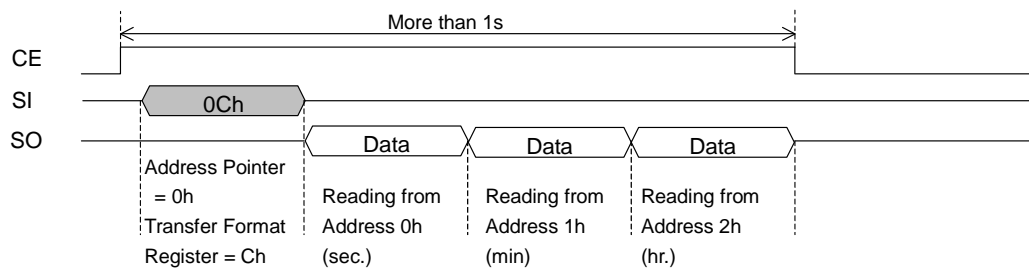 More than 1s
CE
SI
0Ch
SO
Data
Data
Data
Address Pointer
= 0h
Transfer Format
Register = Ch
Reading from
Address 0h
(sec.)
Reading from
Address 1h
(min)
Reading from
Address 2h
(hr.)